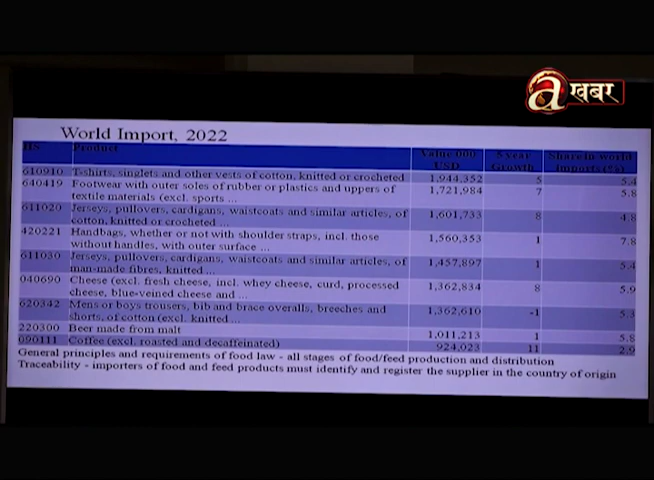 a खबर
World Import, 2022
HS Product Value 000 5 year Share in world
USD Growth imports(%)
610910 T-shirts, singlets and other vests of cotton, knitted or crocheted 1,944,352 5 5.4
640419 Footwear with outer soles of rubber or plastics and uppers of 1,721,984 7 5.8
textile materials (excl. sports ...
611020 Jerseys, pullovers, cardigans, waistcoats and similar articles, of 1,601,733 8 4.8
cotton, knitted or crocheted ...
420221 Handbags, whether or not with shoulder straps, incl. those 1,560,353 1 7.8
without handles, with outer surface ...
611030 Jerseys, pullovers, cardigans, waistcoats and similar articles, of 1,457,897 1 5.4
man-made fibres, knitted ...
040690 Cheese (excl. fresh cheese, incl. whey cheese, curd, processed 1,362,834 8 5.9
cheese, blue-veined cheese and ...
620342 Mens or boys trousers, bib and brace overalls, breeches and 1,362,610 -1 5.3
shorts, of cotton (excl. knitted ...
220300 Beer made from malt 1,011,213 1 5.8
090111 Coffee (excl. roasted and decaffeinated) 924,023 11 2.9
General principles and requirements of food law - all stages of food/feed production and distribution
Traceability - importers of food and feed products must identify and register the supplier in the country of origin